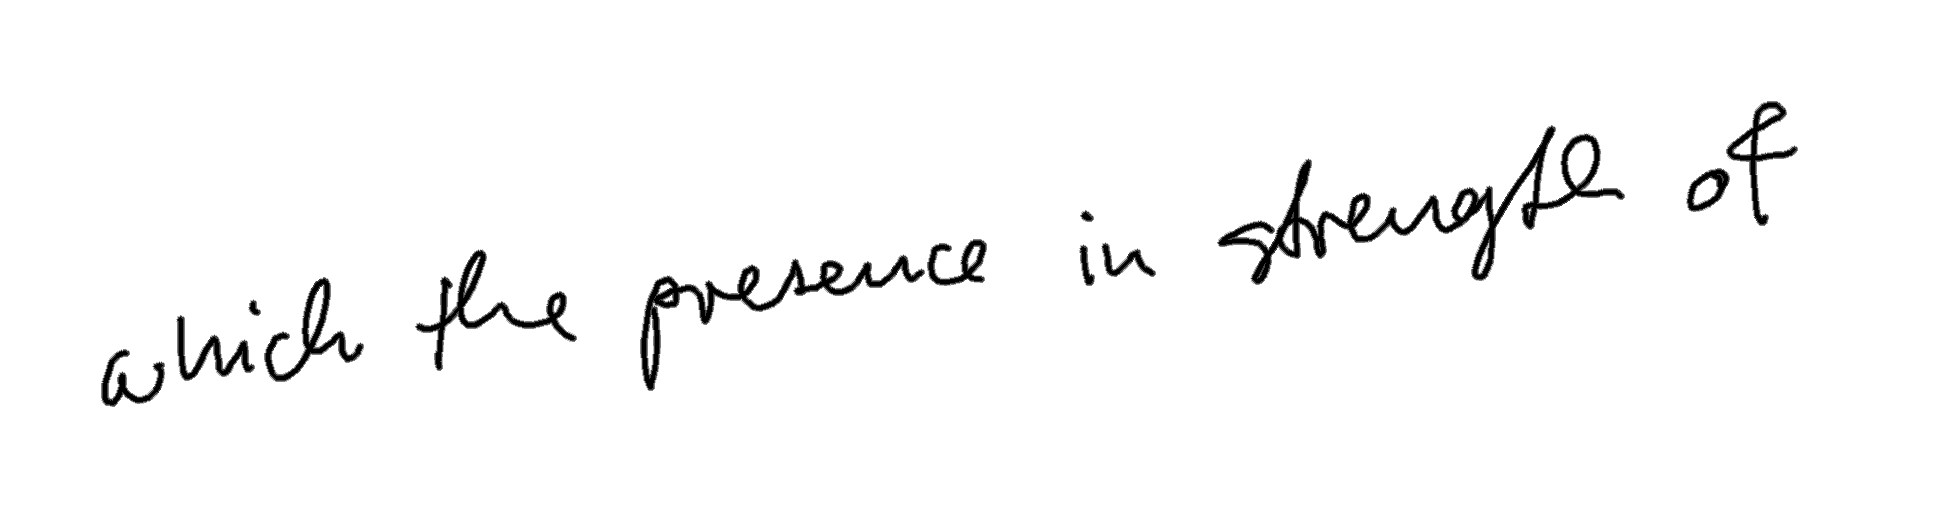 which the presence in strength of